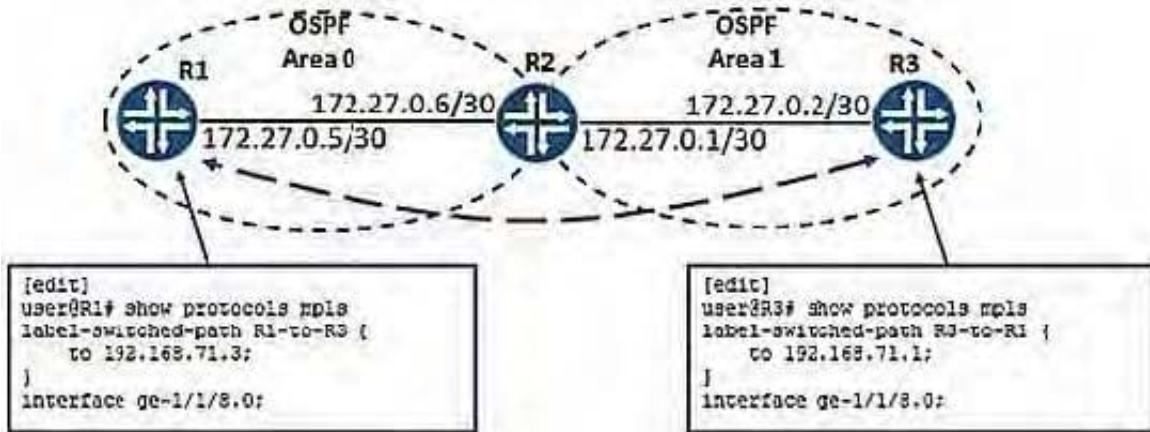 OSPF
Area 0
OSPF
Area 1
R1
R2
R3
172.27.0.6/30
172.27.0.2/30
172.27.0.5/30
172.27.0.1/30
[edit]
user@R1# show protocols mpls
label-switched-path R1-to-R3 {
to 192.168.71.3;
}
interface ge-1/1/8.0;
[edit]
user@R3# show protocols mpls
label-switched-path R3-to-R1 {
to 192.168.71.1;
}
interface ge-1/1/8.0;